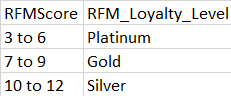 RFMScore RFM_Loyalty_Level
3 to 6 Platinum
7 to 9 Gold
10 to 12 Silver